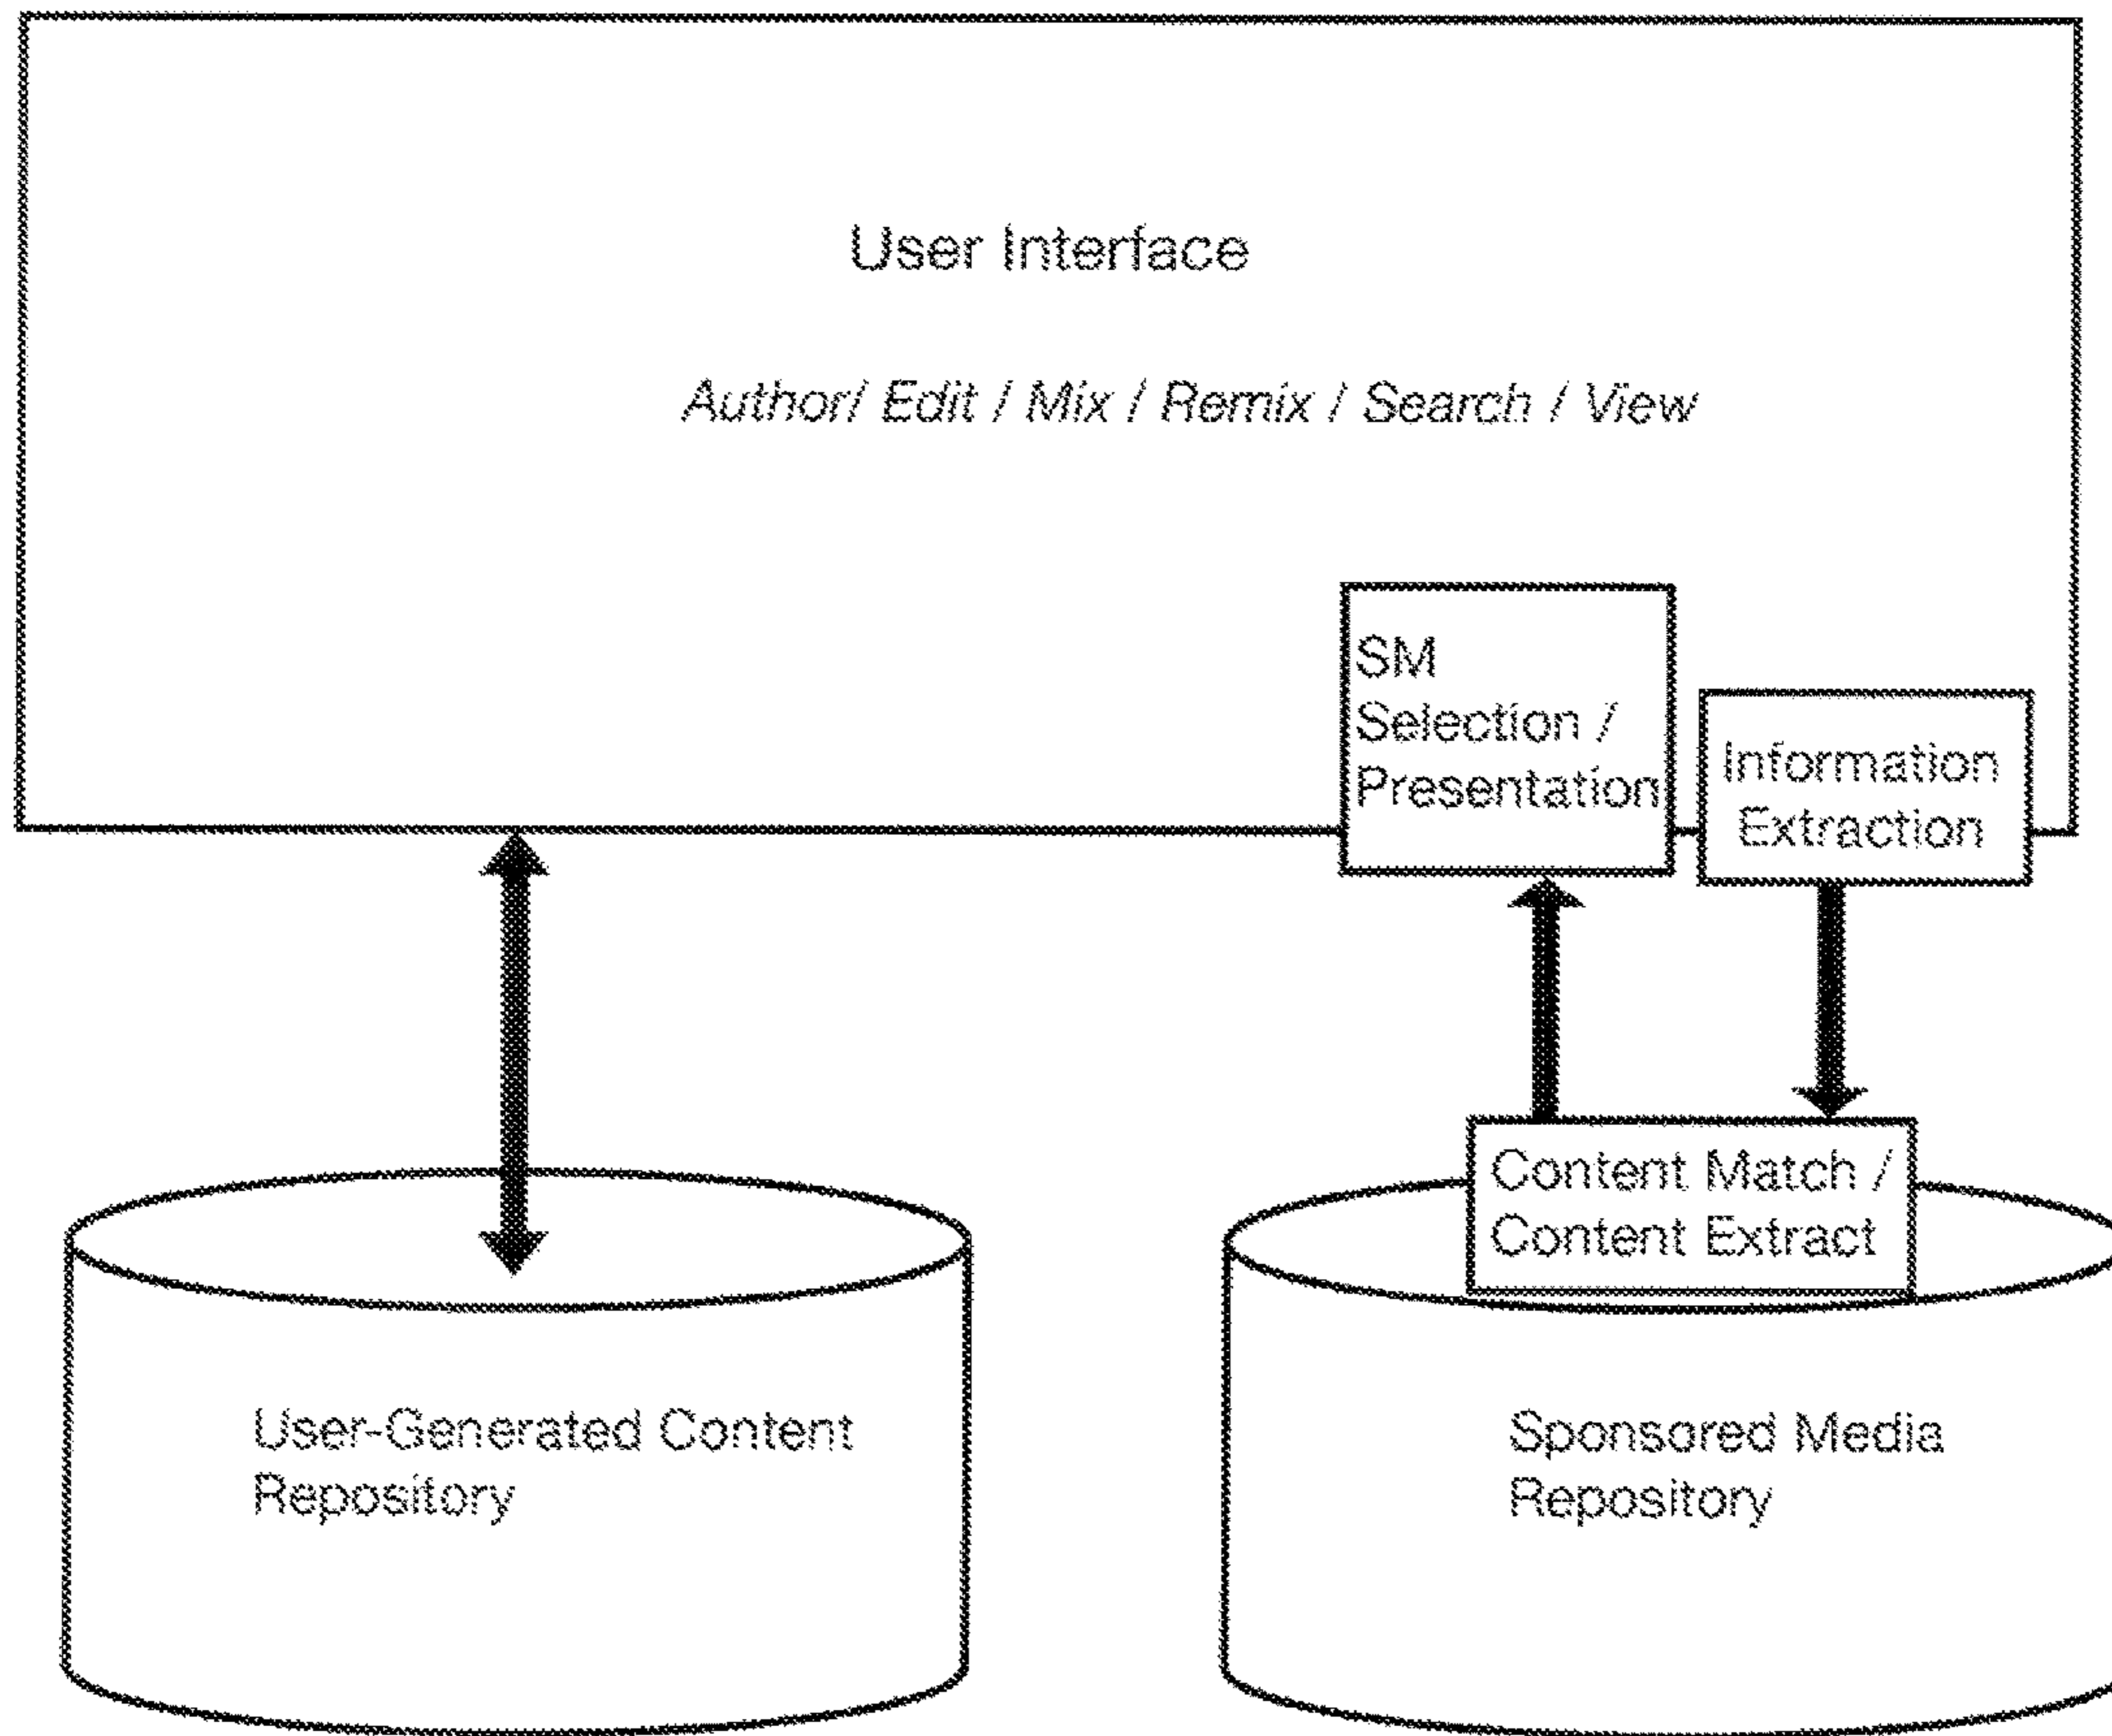 User Interface
Author/ Edit / Mix / Remix / Search / View
SM
Selection /
Presentation
Information
Extraction
Content Match /
Content Extract
User-Generated Content
Repository
Sponsored Media
Repository